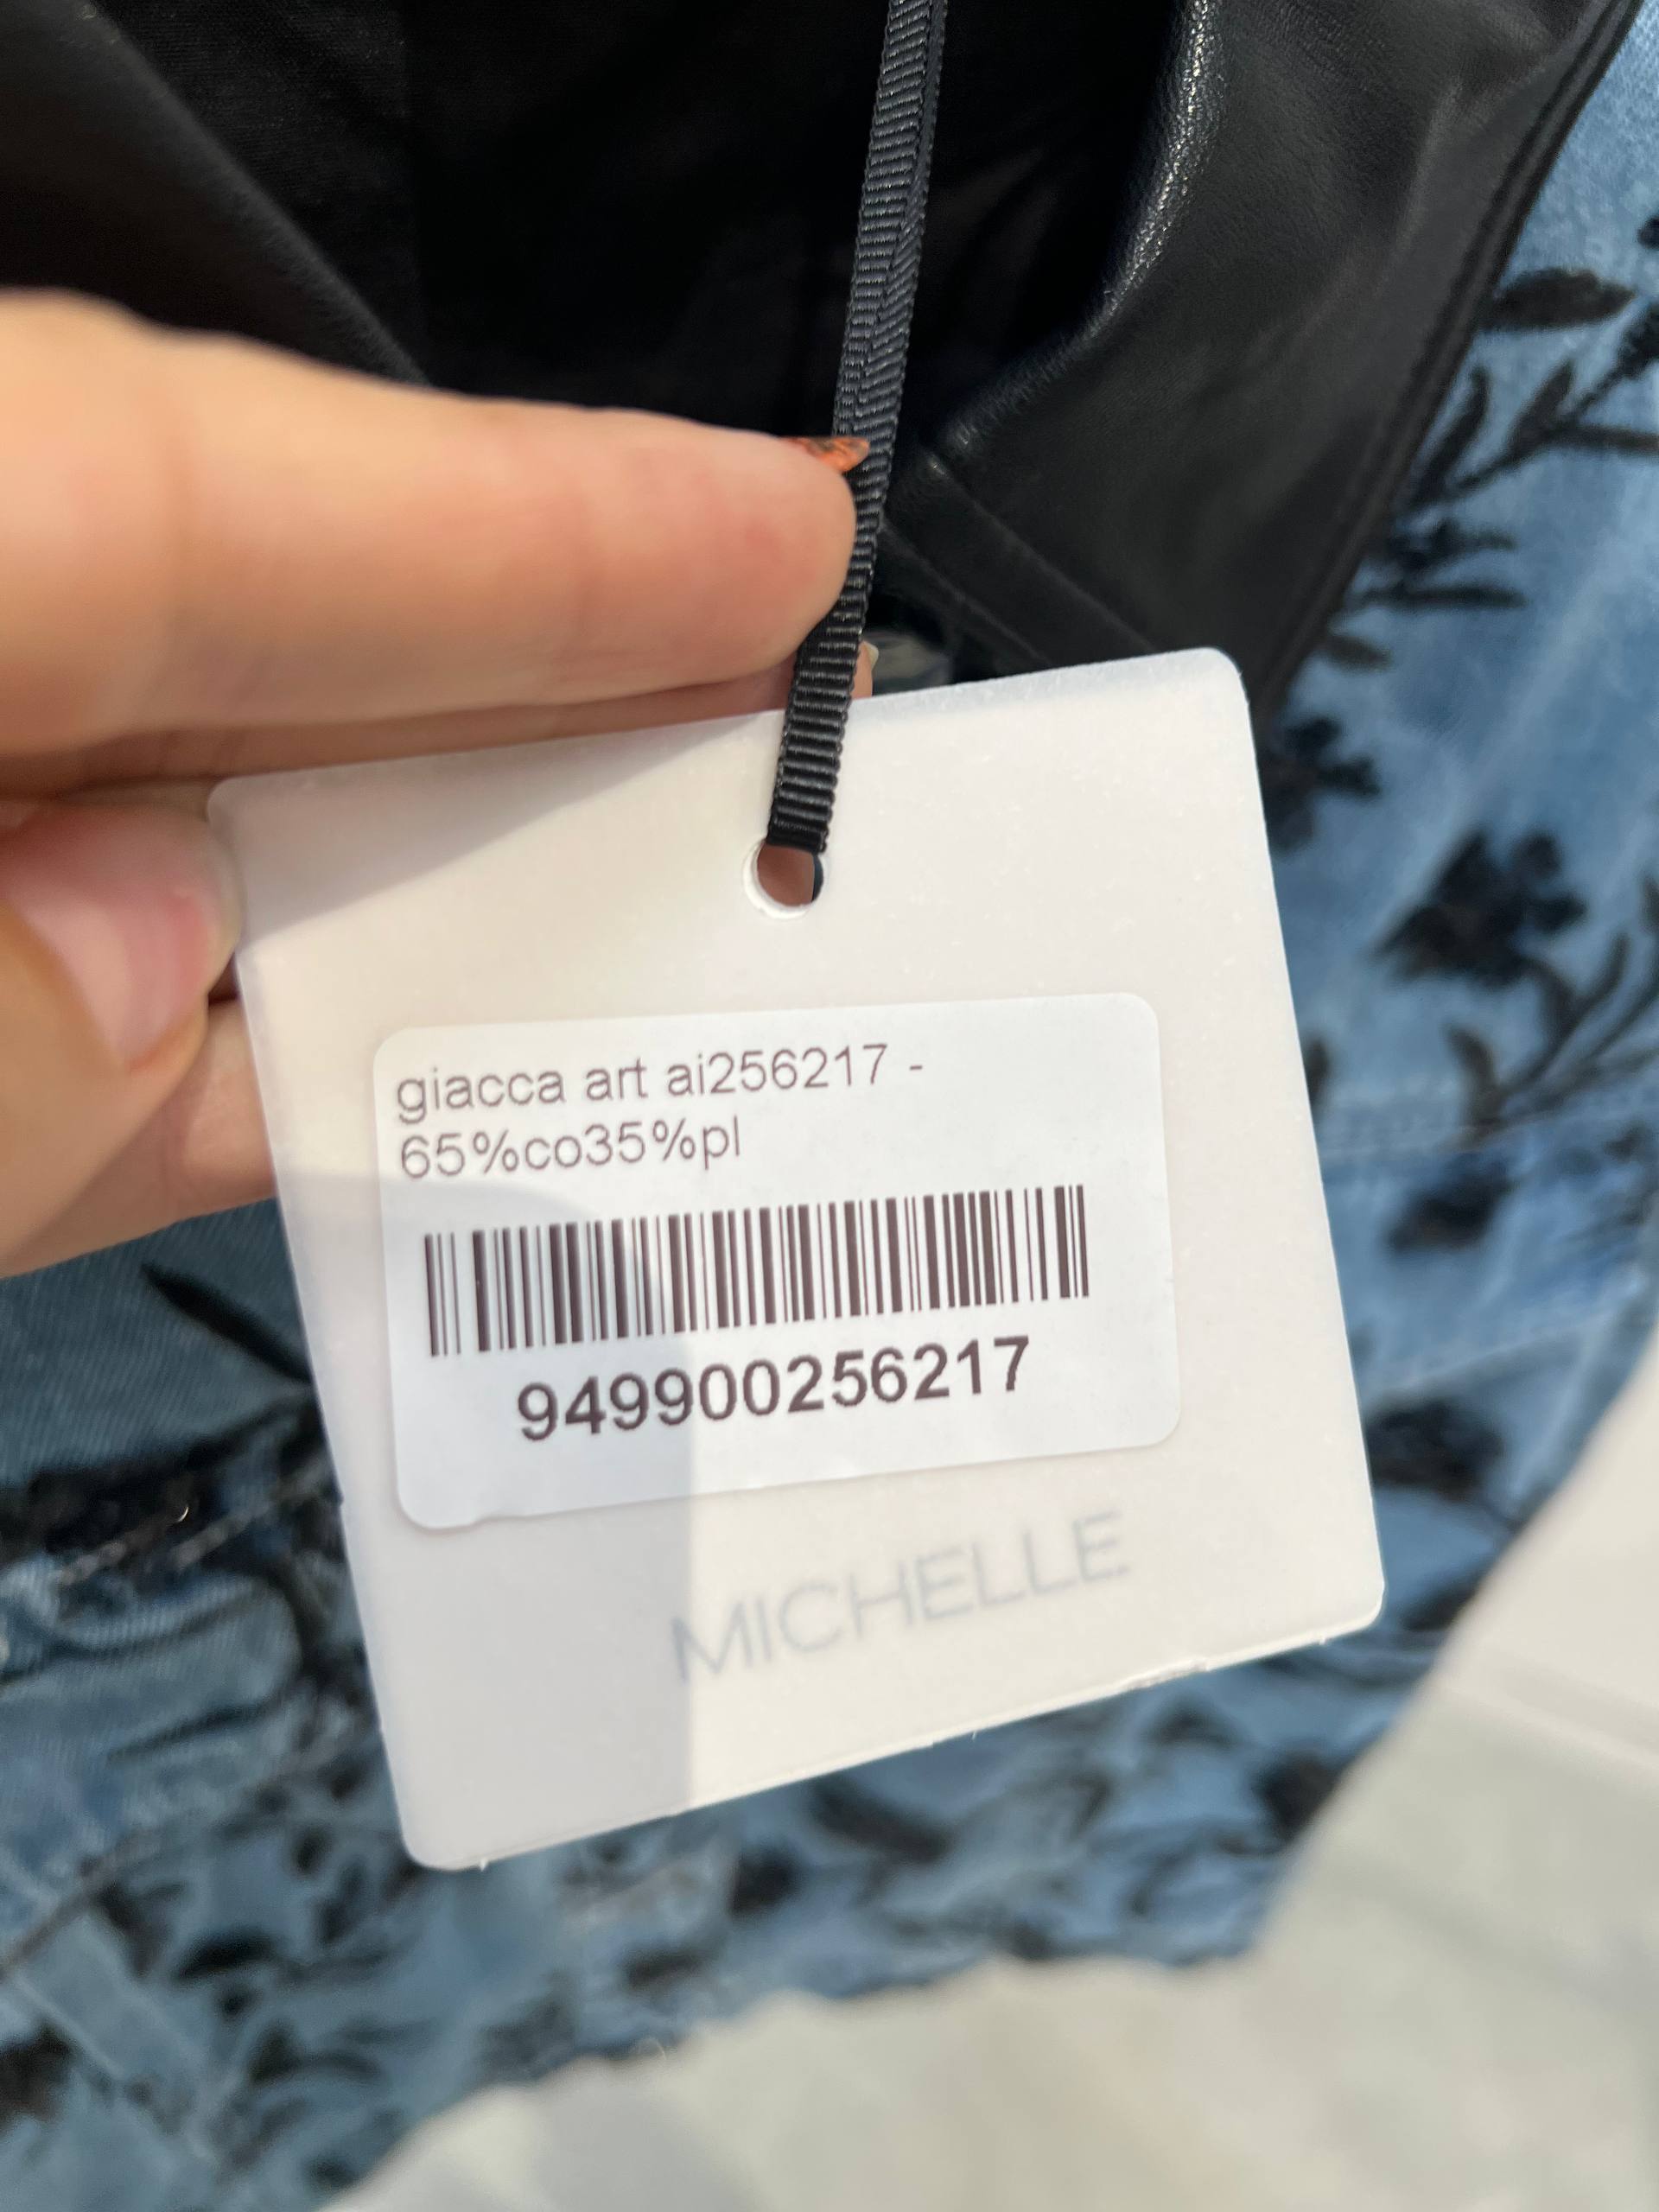 giacca art ai256217 -
65%co35%pl
949900256217
MICHELLE